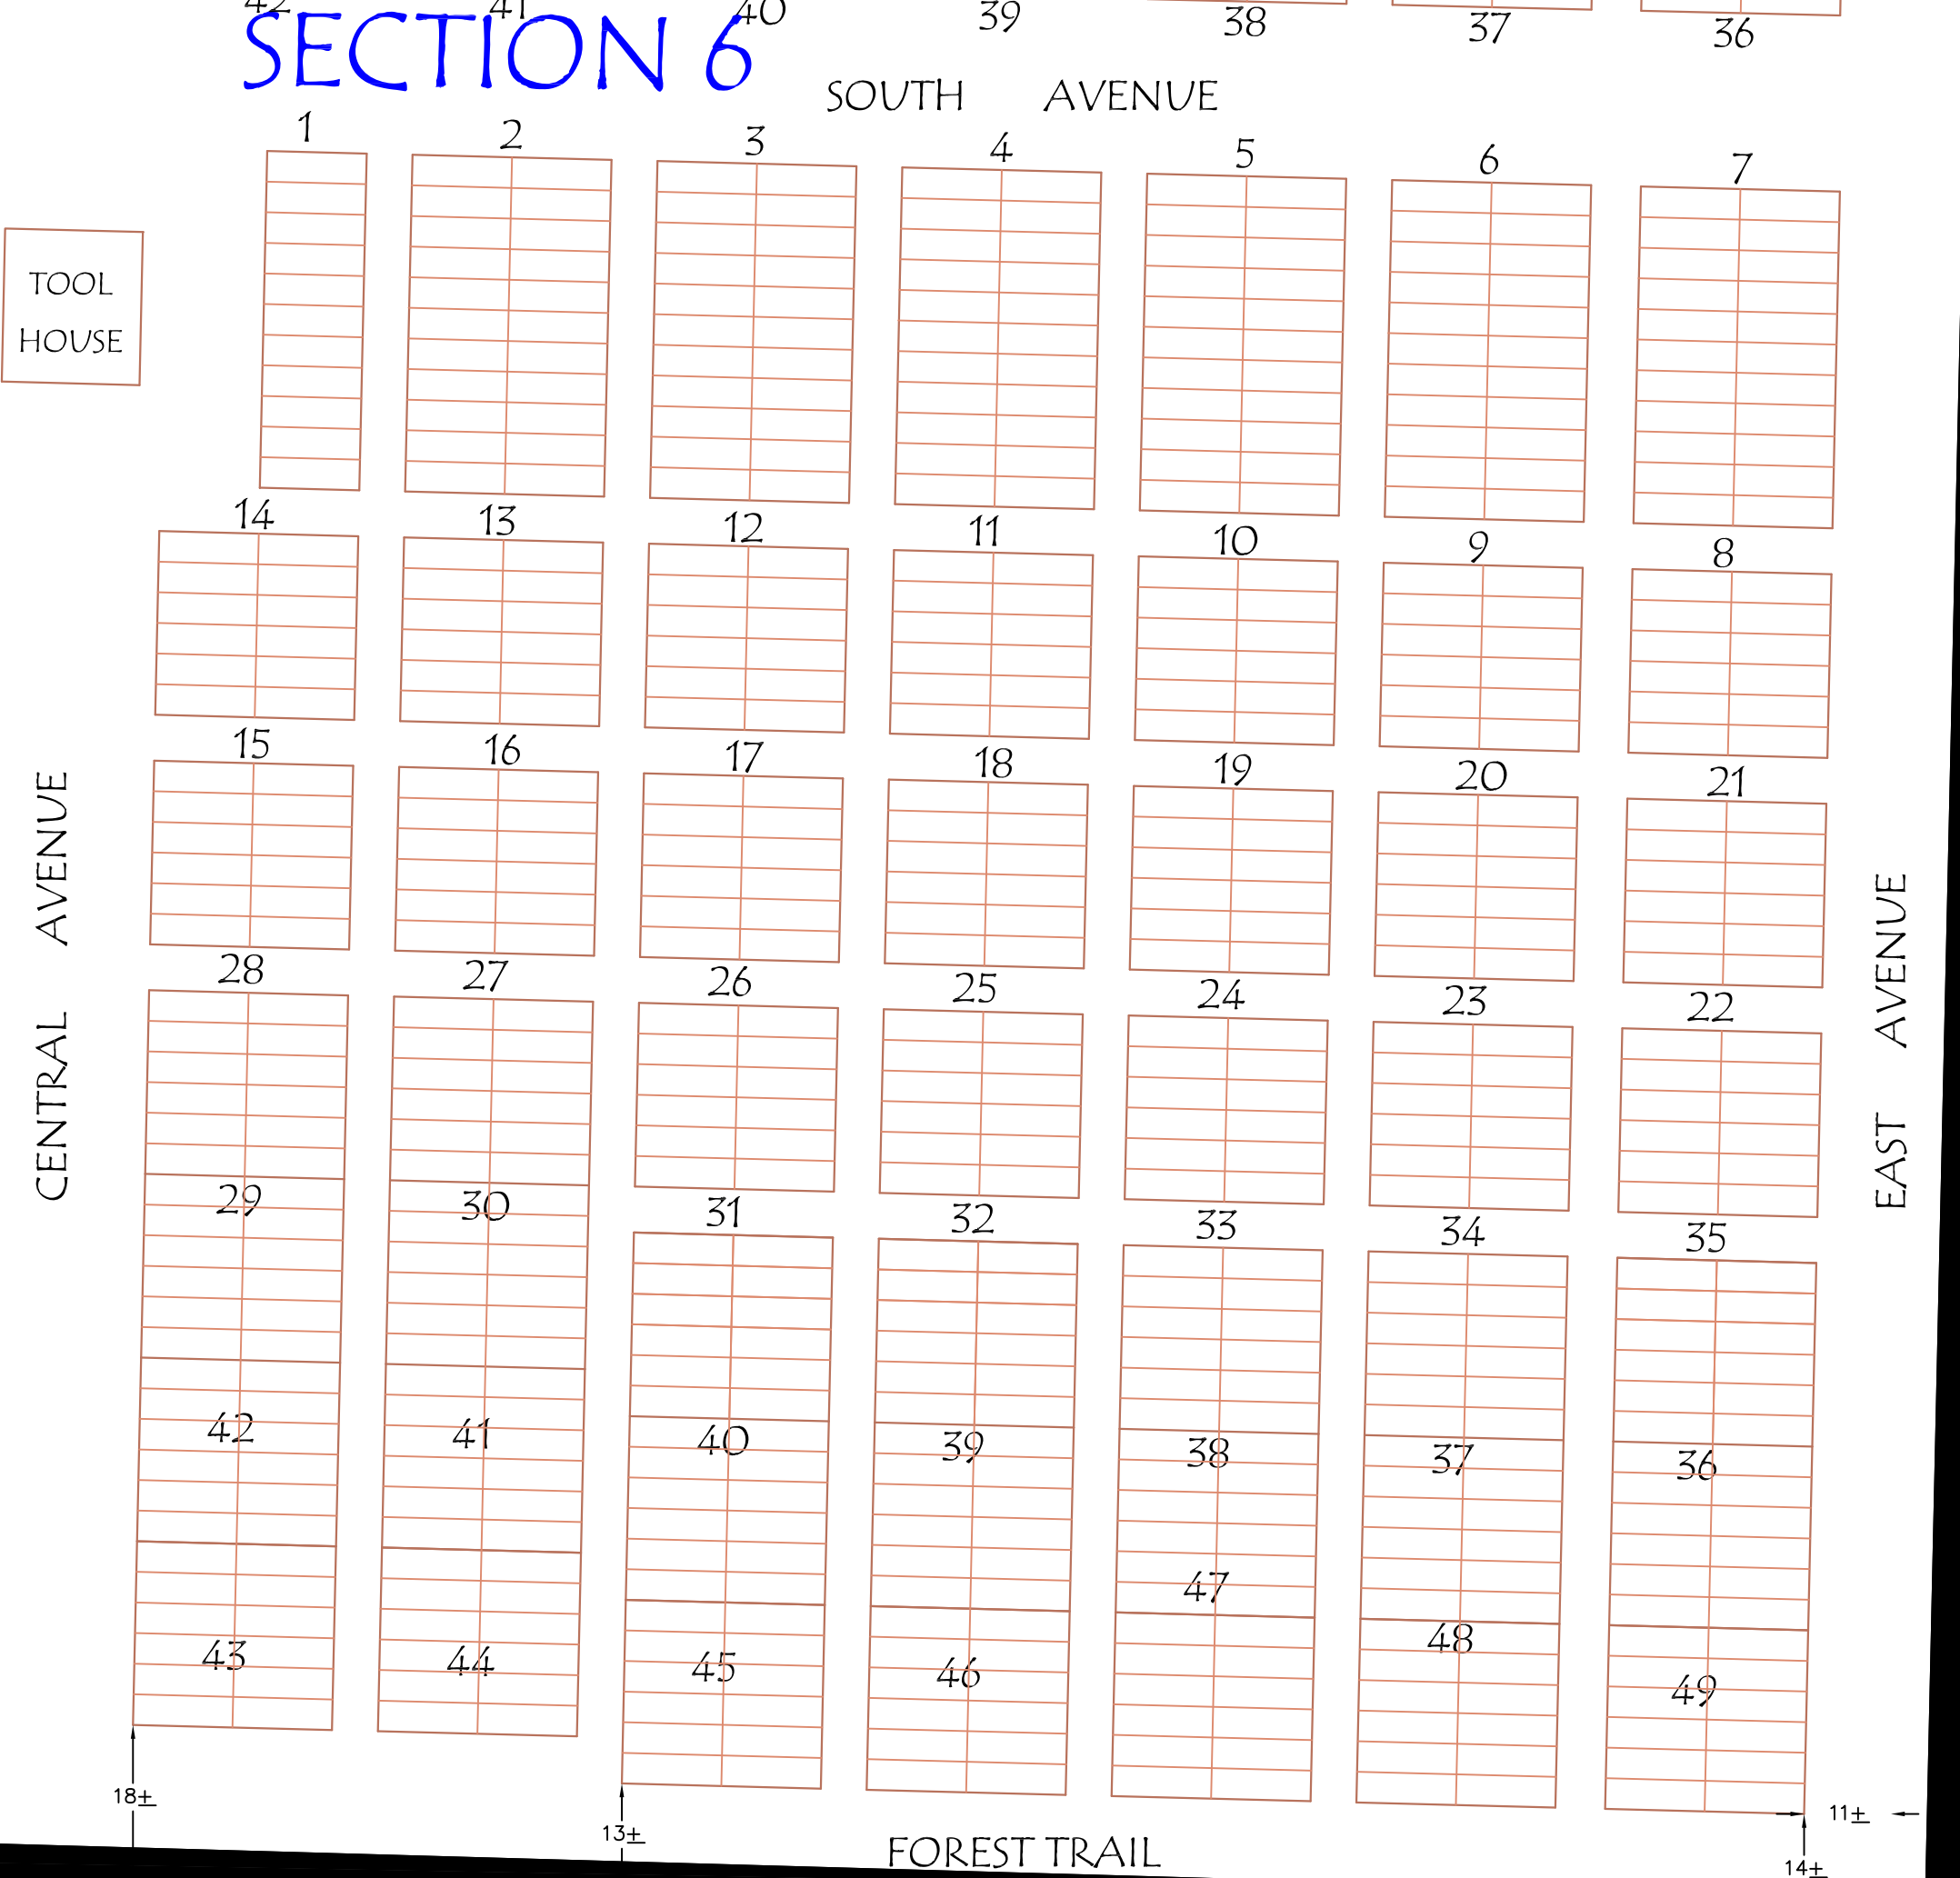 42 41 40 39 38 37 36
SECTION 6
SOUTH AVENUE
1 2 3 4 5 6 7
TOOL
HOUSE
14 13 12 11 10 9 8
15 16 17 18 19 20 21
CENTRAL AVENUE
EAST AVENUE
28 27 26 25 24 23 22
29 30 31 32 33 34 35
42 41 40 39 38 37 36
47
43 44 45 46 48 49
18±
13±
11±
14±
FOREST TRAIL